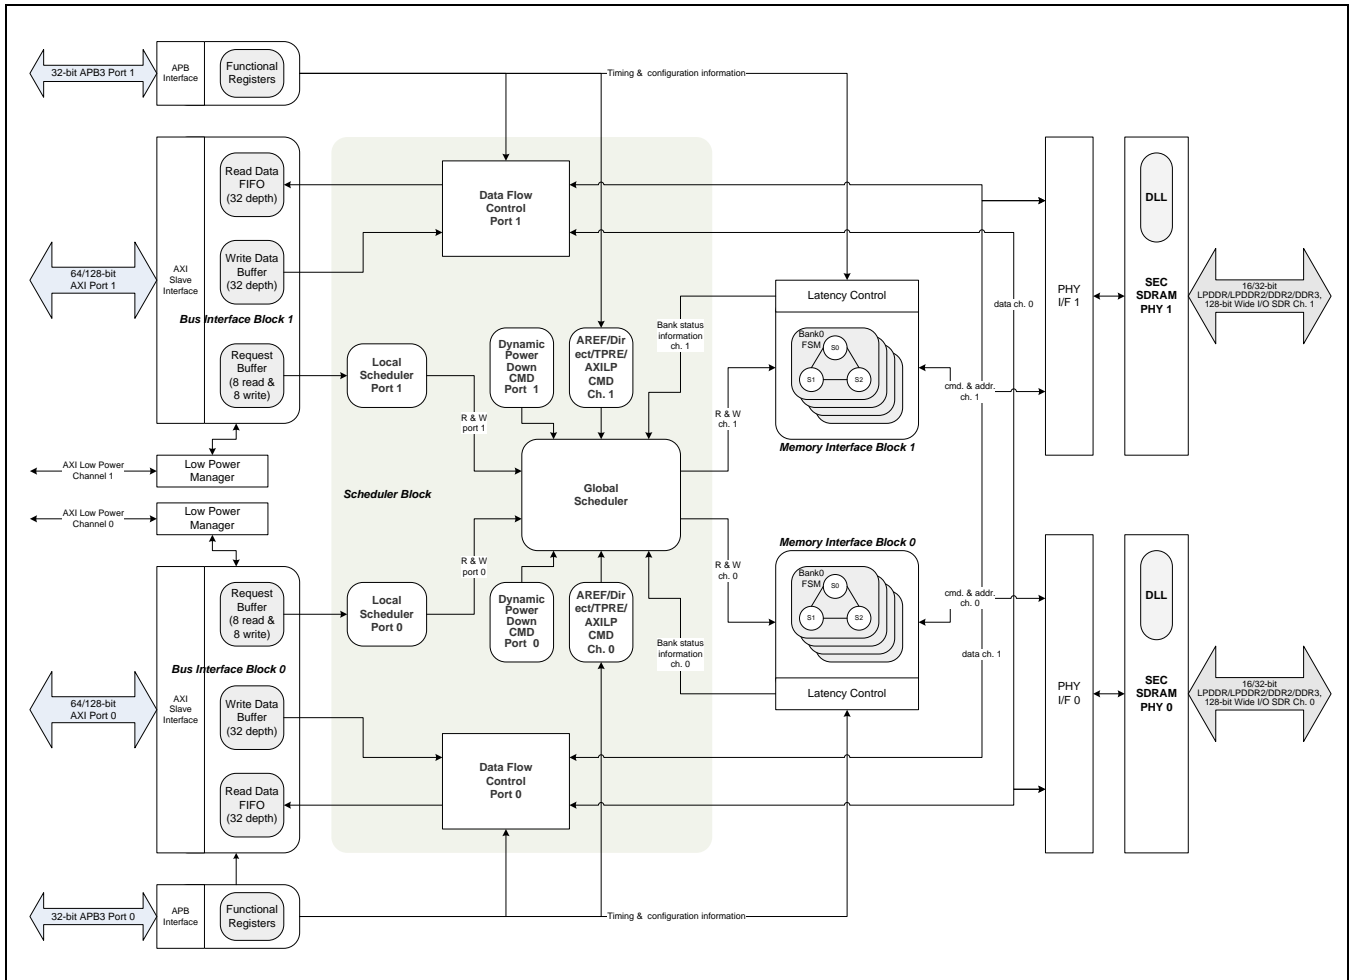 32-bit APB3 Port 1
APB
Interface
Functional
Registers
Timing & configuration information
64/128-bit
AXI Port 1
AXI
Slave
Interface
Read Data
FIFO
(32 depth)
Write Data
Buffer
(32 depth)
Bus Interface Block 1
Request
Buffer
(8 read &
8 write)
Data Flow
Control
Port 1
Local
Scheduler
Port 1
Dynamic
Power
Down
CMD
Port 1
AREF/Dir
ect/TPRE/
AXILP
CMD
Ch. 1
Bank status
information
ch. 1
R & W
port 1
R & W
ch. 1
Latency Control
Bank0
FSM
S0
S1
S2
Memory Interface Block 1
data ch. 0
cmd. & addr.
ch. 1
PHY
I/F 1
DLL
SEC
SDRAM
PHY 1
16/32-bit
LPDDR/LPDDR2/DDR2/DDR3,
128-bit Wide I/O SDR Ch. 1
AXI Low Power
Channel 1
Low Power
Manager
Scheduler Block
Global
Scheduler
AXI Low Power
Channel 0
Low Power
Manager
64/128-bit
AXI Port 0
AXI
Slave
Interface
Request
Buffer
(8 read &
8 write)
Bus Interface Block 0
Write Data
Buffer
(32 depth)
Read Data
FIFO
(32 depth)
Local
Scheduler
Port 0
R & W
port 0
Dynamic
Power
Down
CMD
Port 0
AREF/Dir
ect/TPRE/
AXILP
CMD
Ch. 0
Bank status
information
ch. 0
R & W
ch. 0
Memory Interface Block 0
Bank0
FSM
S0
S1
S2
Latency Control
cmd. & addr.
ch. 0
data ch. 1
PHY
I/F 0
DLL
SEC
SDRAM
PHY 0
16/32-bit
LPDDR/LPDDR2/DDR2/DDR3,
128-bit Wide I/O SDR Ch. 0
Data Flow
Control
Port 0
32-bit APB3 Port 0
APB
Interface
Functional
Registers
Timing & configuration information